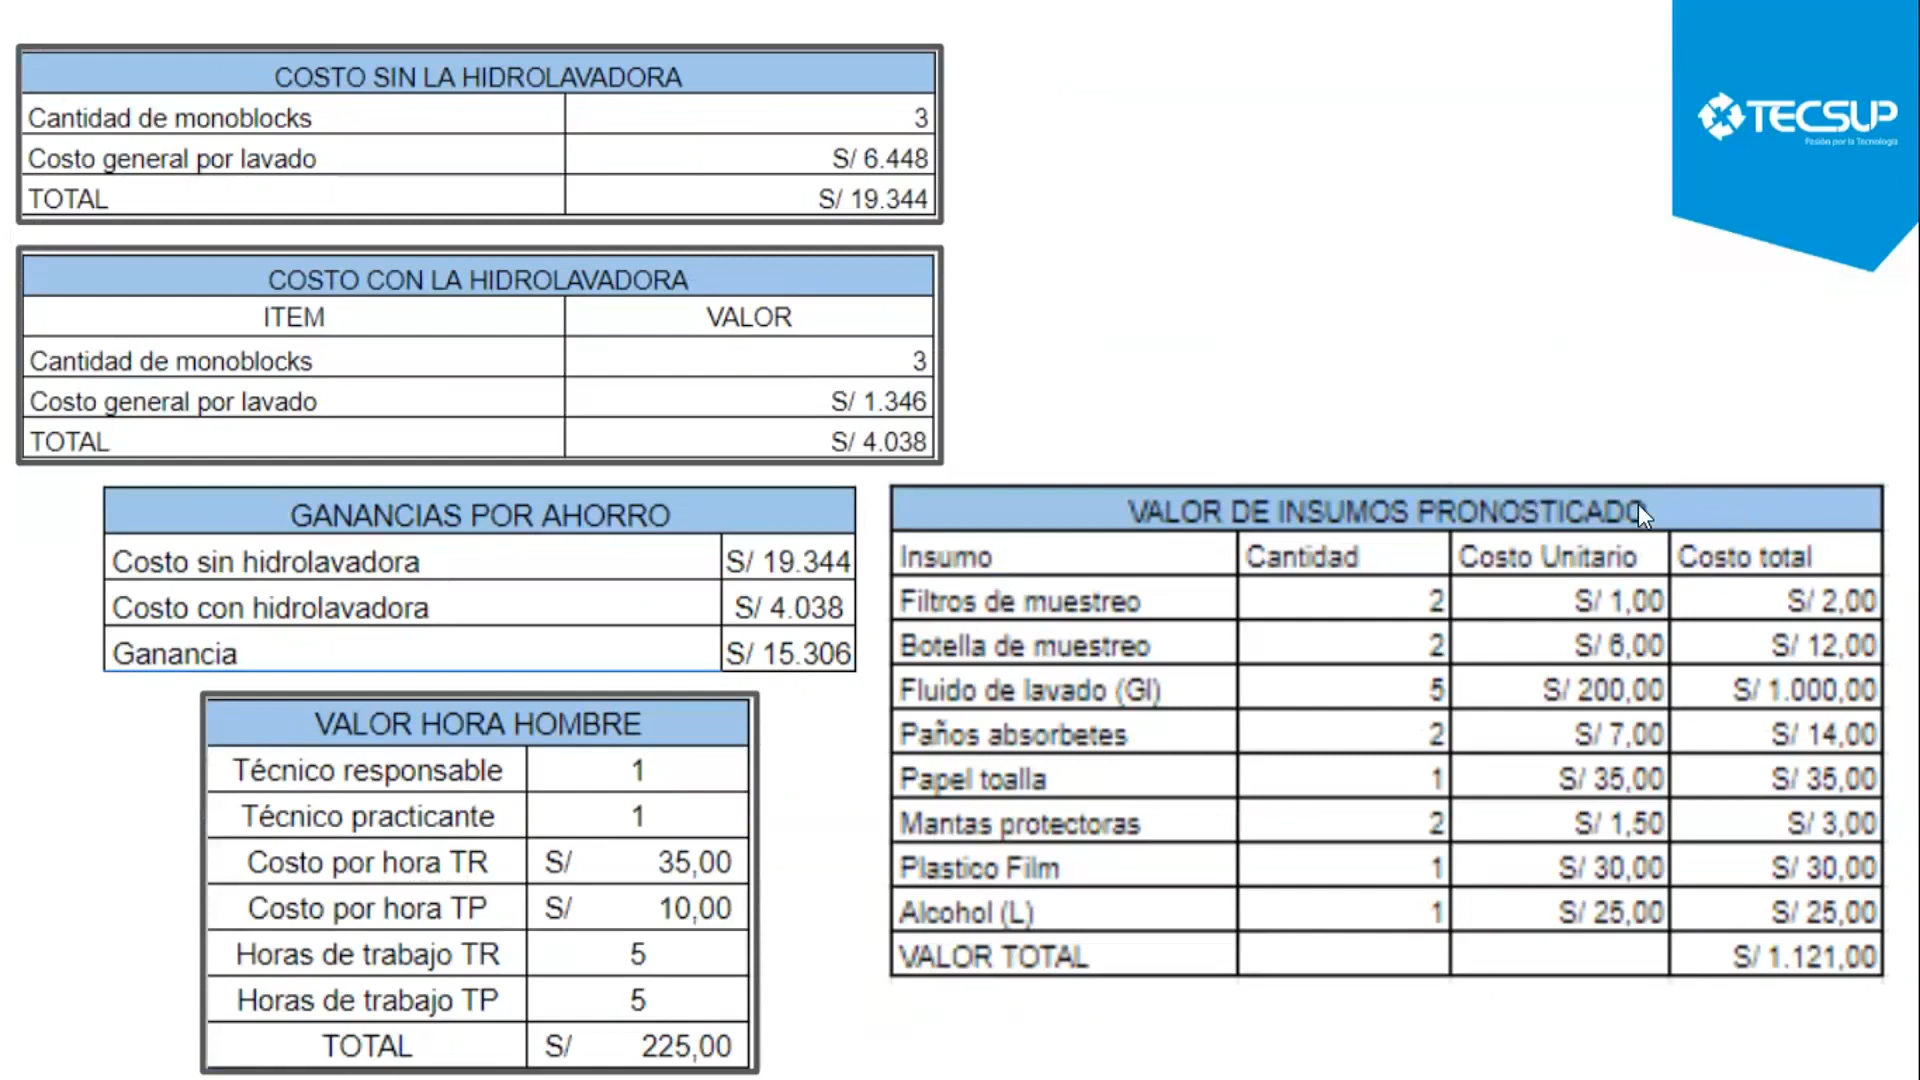 TECSUP
Pasión por la Tecnología
COSTO SIN LA HIDROLAVADORA
Cantidad de monoblocks 3
Costo general por lavado S/ 6.448
TOTAL S/ 19.344
COSTO CON LA HIDROLAVADORA
ITEM VALOR
Cantidad de monoblocks 3
Costo general por lavado S/ 1.346
TOTAL S/ 4.038
GANANCIAS POR AHORRO
Costo sin hidrolavadora S/ 19.344
Costo con hidrolavadora S/ 4.038
Ganancia S/ 15.306
VALOR HORA HOMBRE
Técnico responsable 1
Técnico practicante 1
Costo por hora TR S/ 35,00
Costo por hora TP S/ 10,00
Horas de trabajo TR 5
Horas de trabajo TP 5
TOTAL S/ 225,00
VALOR DE INSUMOS PRONOSTICADO
Insumo Cantidad Costo Unitario Costo total
Filtros de muestreo 2 S/ 1,00 S/ 2,00
Botella de muestreo 2 S/ 6,00 S/ 12,00
Fluido de lavado (Gl) 5 S/ 200,00 S/ 1.000,00
Paños absorbetes 2 S/ 7,00 S/ 14,00
Papel toalla 1 S/ 35,00 S/ 35,00
Mantas protectoras 2 S/ 1,50 S/ 3,00
Plastico Film 1 S/ 30,00 S/ 30,00
Alcohol (L) 1 S/ 25,00 S/ 25,00
VALOR TOTAL S/ 1.121,00